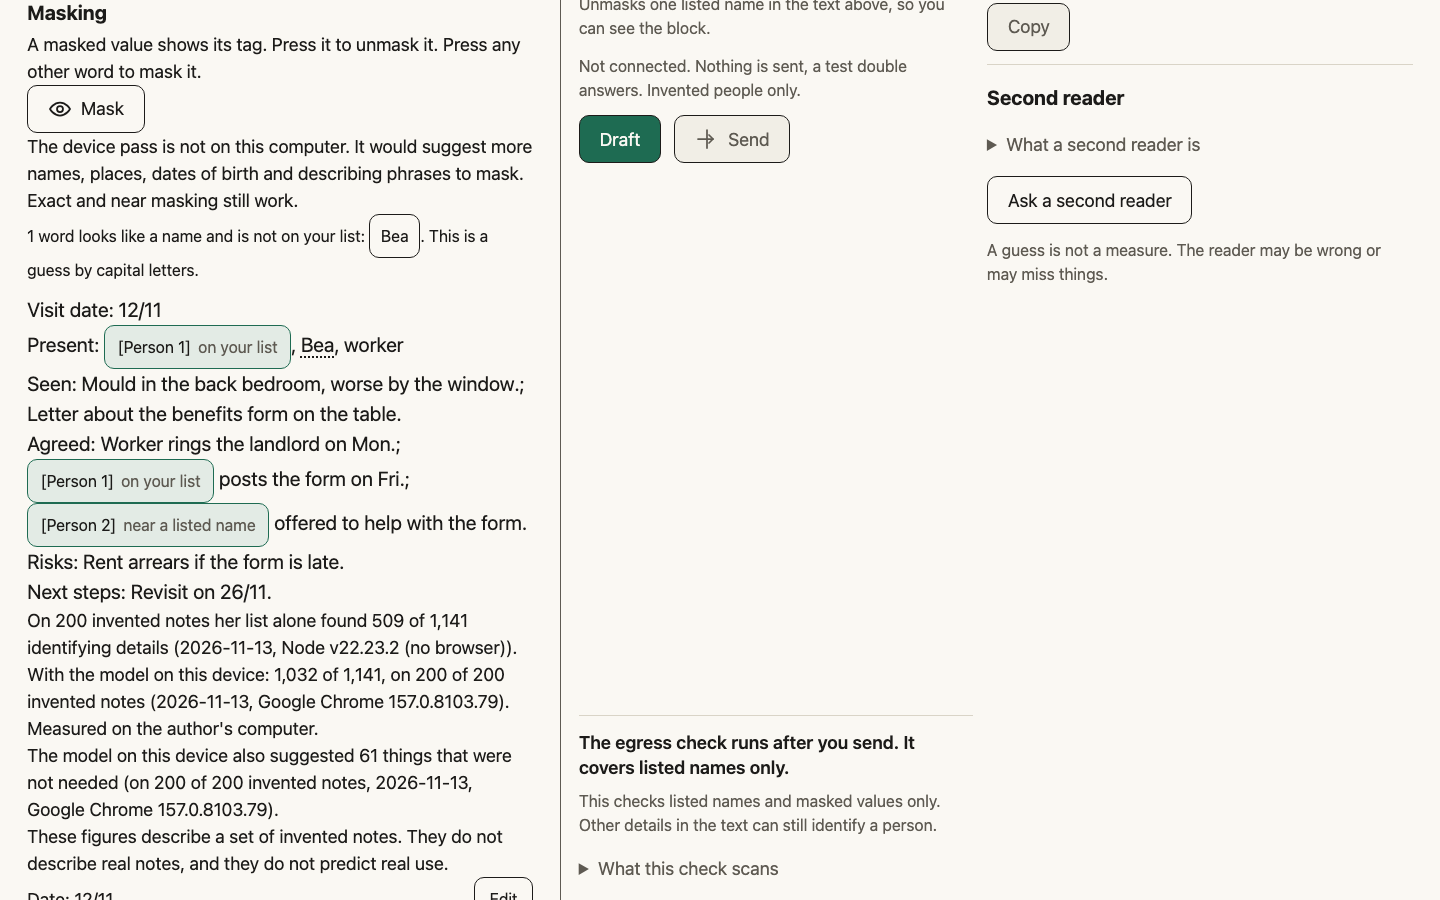 Masking
A masked value shows its tag. Press it to unmask it. Press any
other word to mask it.
Mask
The device pass is not on this computer. It would suggest more
names, places, dates of birth and describing phrases to mask.
Exact and near masking still work.
1 word looks like a name and is not on your list: Bea . This is a
guess by capital letters.
Visit date: 12/11
Present: [Person 1] on your list , Bea, worker
Seen: Mould in the back bedroom, worse by the window.;
Letter about the benefits form on the table.
Agreed: Worker rings the landlord on Mon.;
[Person 1] on your list posts the form on Fri.;
[Person 2] near a listed name offered to help with the form.
Risks: Rent arrears if the form is late.
Next steps: Revisit on 26/11.
On 200 invented notes her list alone found 509 of 1,141
identifying details (2026-11-13, Node v22.23.2 (no browser)).
With the model on this device: 1,032 of 1,141, on 200 of 200
invented notes (2026-11-13, Google Chrome 157.0.8103.79).
Measured on the author's computer.
The model on this device also suggested 61 things that were
not needed (on 200 of 200 invented notes, 2026-11-13,
Google Chrome 157.0.8103.79).
These figures describe a set of invented notes. They do not
describe real notes, and they do not predict real use.
Date: 12/11
Edit
Unmasks one listed name in the text above, so you
can see the block.
Not connected. Nothing is sent, a test double
answers. Invented people only.
Draft
Send
The egress check runs after you send. It
covers listed names only.
This checks listed names and masked values only.
Other details in the text can still identify a person.
What this check scans
Copy
Second reader
What a second reader is
Ask a second reader
A guess is not a measure. The reader may be wrong or
may miss things.